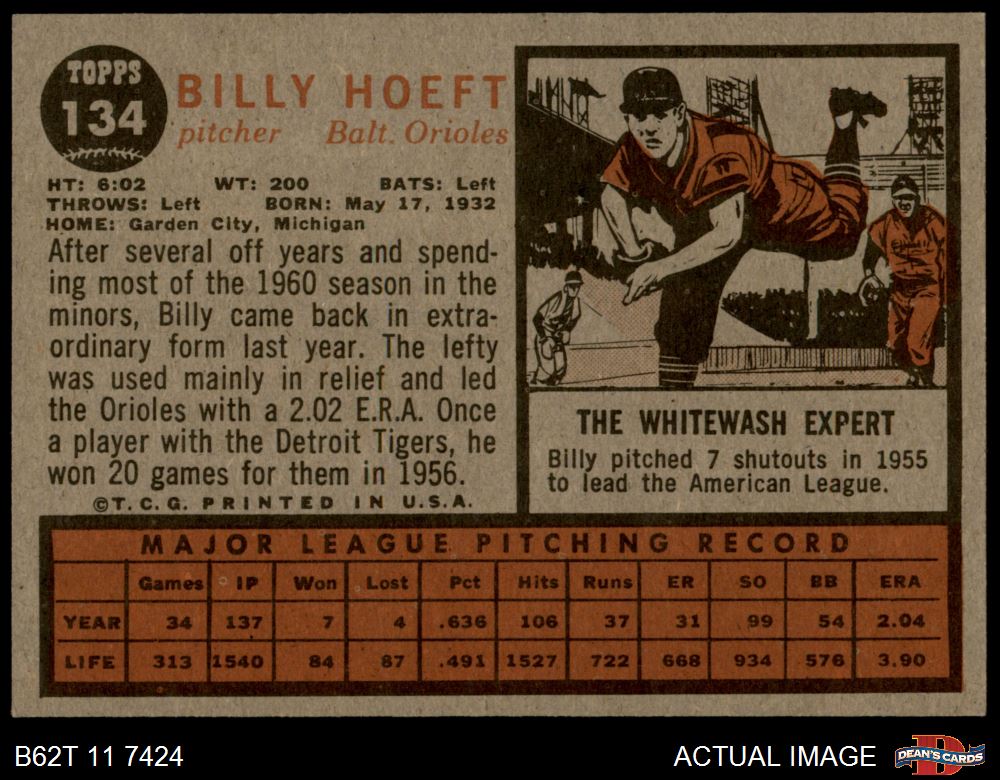 TOPPS
134
BILLY HOEFT
pitcher Balt. Orioles
HT: 6:02 WT: 200 BATS: Left
THROWS: Left BORN: May 17, 1932
HOME: Garden City, Michigan
After several off years and spend-
ing most of the 1960 season in the
minors, Billy came back in extra-
ordinary form last year. The lefty
was used mainly in relief and led
the Orioles with a 2.02 E.R.A. Once
a player with the Detroit Tigers, he
won 20 games for them in 1956.
©T.C.G. PRINTED IN U.S.A.
THE WHITEWASH EXPERT
Billy pitched 7 shutouts in 1955
to lead the American League.
MAJOR LEAGUE PITCHING RECORD
Games IP Won Lost Pct Hits Runs ER SO BB ERA
YEAR 34 137 7 4 .636 106 37 31 99 54 2.04
LIFE 313 1540 84 87 .491 1527 722 668 934 576 3.90
B62T 11 7424 ACTUAL IMAGE
D
DEAN'S CARDS